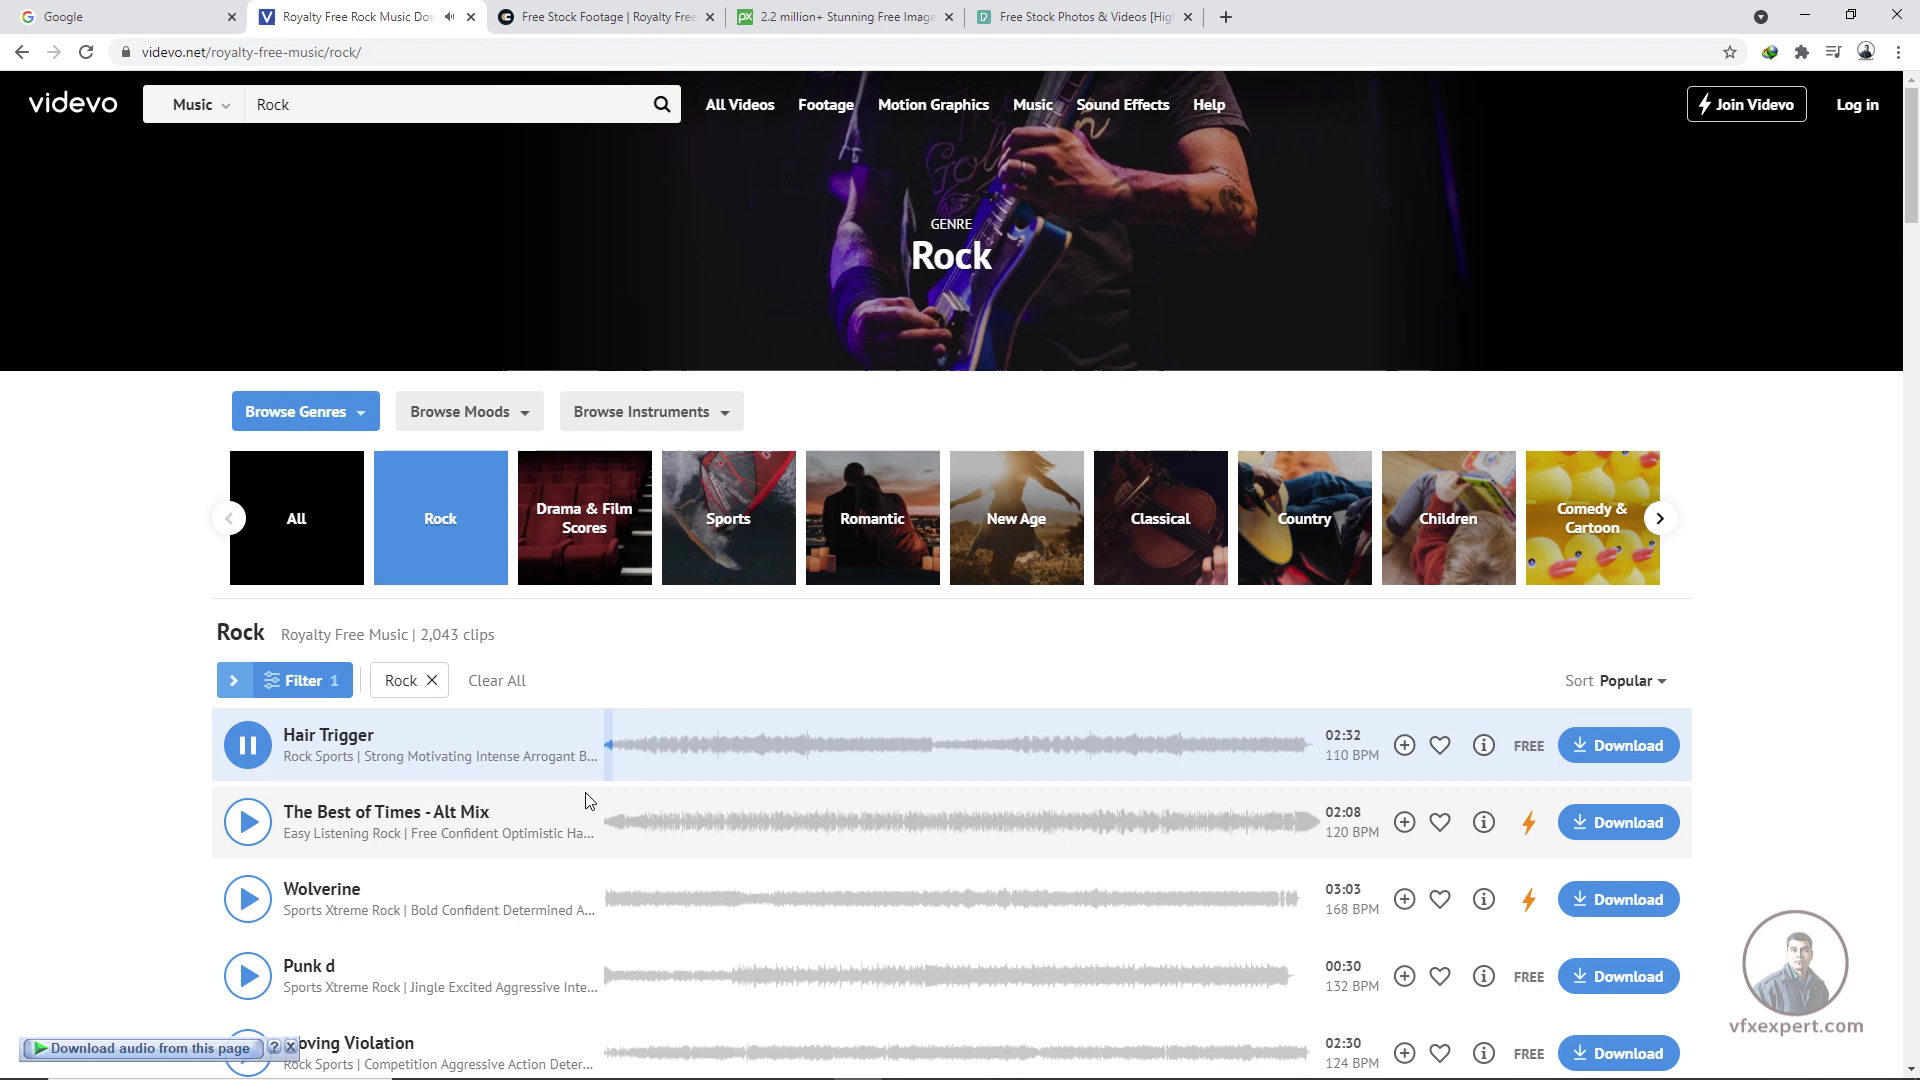 Google
Royalty Free Rock Music Dow
Free Stock Footage | Royalty Free
2.2 million+ Stunning Free Image
Free Stock Photos & Videos [Hig
videvo.net/royalty-free-music/rock/
videvo
Music
Rock
All Videos
Footage
Motion Graphics
Music
Sound Effects
Help
Join Videvo
Log in
GENRE
Rock
Browse Genres
Browse Moods
Browse Instruments
All
Rock
Drama & Film
Scores
Sports
Romantic
New Age
Classical
Country
Children
Comedy &
Cartoon
Rock Royalty Free Music | 2,043 clips
Filter 1
Rock
Clear All
Sort Popular
Hair Trigger
Rock Sports | Strong Motivating Intense Arrogant B...
02:32
110 BPM
FREE
Download
The Best of Times - Alt Mix
Easy Listening Rock | Free Confident Optimistic Ha...
02:08
120 BPM
Download
Wolverine
Sports Xtreme Rock | Bold Confident Determined A...
03:03
168 BPM
Download
Punk d
Sports Xtreme Rock | Jingle Excited Aggressive Inte...
00:30
132 BPM
FREE
Download
oving Violation
Rock Sports | Competition Aggressive Action Deter...
02:30
124 BPM
FREE
Download
Download audio from this page
?
vfxexpert.com